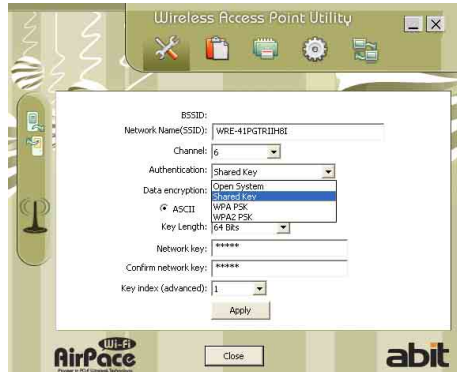 Wireless Access Point Utility
BSSID:
Network Name(SSID): WRE-41PGTRIIH8I
Channel: 6
Authentication: Shared Key
Open System
Data encryption: Shared Key
ASCII WPA PSK
WPA2 PSK
Key Length: 64 Bits
Network key: *****
Confirm network key: *****
Key index (advanced): 1
Apply
Wi-Fi
AirPace
Close
abit